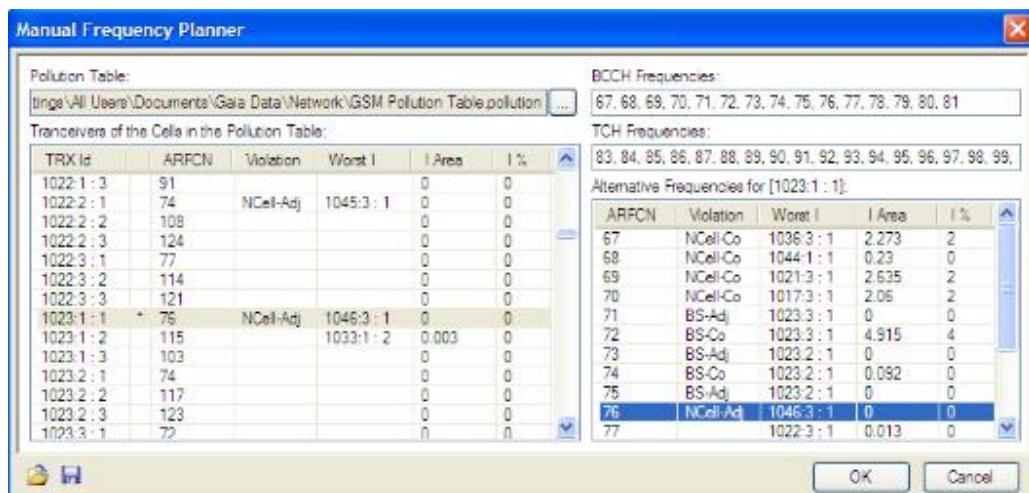 Manual Frequency Planner
Pollution Table:
tings\All Users\Documents\Gaia Data\Network\GSM Pollution Table.pollution ...
Tranceivers of the Cells in the Pollution Table:
TRX Id ARFCN Violation Worst I I Area I %
1022:1 : 3 91 0 0
1022:2 : 1 74 NCell-Adj 1045:3 : 1 0 0
1022:2 : 2 108 0 0
1022:2 : 3 124 0 0
1022:3 : 1 77 0 0
1022:3 : 2 114 0 0
1022:3 : 3 121 0 0
1023:1 : 1 * 76 NCell-Adj 1046:3 : 1 0 0
1023:1 : 2 115 1033:1 : 2 0.003 0
1023:1 : 3 103 0 0
1023:2 : 1 74 0 0
1023:2 : 2 117 0 0
1023:2 : 3 123 0 0
1023:3 : 1 72 0 0
BCCH Frequencies:
67, 68, 69, 70, 71, 72, 73, 74, 75, 76, 77, 78, 79, 80, 81
TCH Frequencies:
83, 84, 85, 86, 87, 88, 89, 90, 91, 92, 93, 94, 95, 96, 97, 98, 99,
Alternative Frequencies for [1023:1 : 1]:
ARFCN Violation Worst I I Area I %
67 NCell-Co 1036:3 : 1 2.273 2
68 NCell-Co 1044:1 : 1 0.23 0
69 NCell-Co 1021:3 : 1 2.635 2
70 NCell-Co 1017:3 : 1 2.06 2
71 BS-Adj 1023:3 : 1 0 0
72 BS-Co 1023:3 : 1 4.915 4
73 BS-Adj 1023:2 : 1 0 0
74 BS-Co 1023:2 : 1 0.092 0
75 BS-Adj 1023:2 : 1 0 0
76 NCell-Adj 1046:3 : 1 0 0
77 1022:3 : 1 0.013 0
OK Cancel